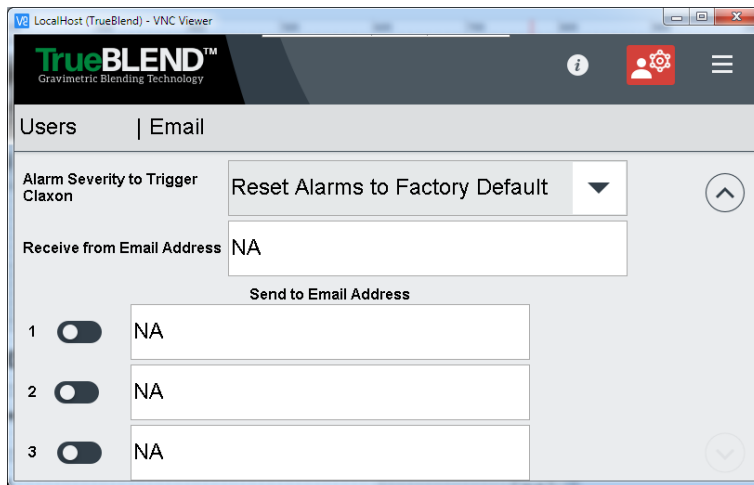 LocalHost (TrueBlend) - VNC Viewer
TrueBLEND™
Gravimetric Blending Technology
Users | Email
Alarm Severity to Trigger
Claxon
Reset Alarms to Factory Default
Receive from Email Address NA
Send to Email Address
1 NA
2 NA
3 NA